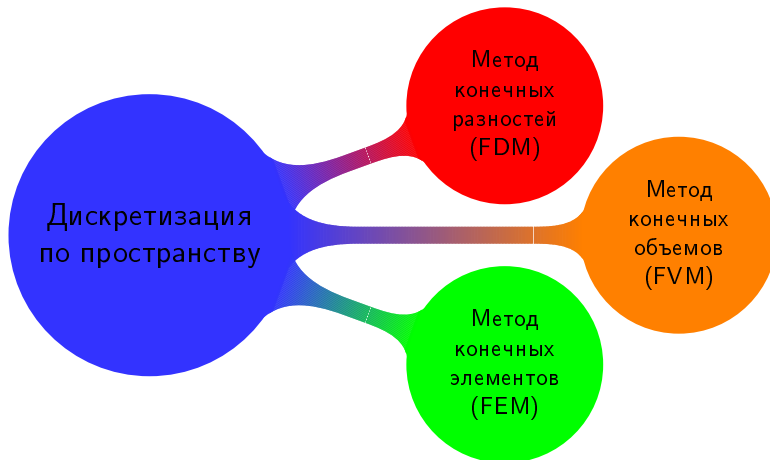 Дискретизация
по пространству
Метод
конечных
разностей
(FDM)
Метод
конечных
объемов
(FVM)
Метод
конечных
элементов
(FEM)